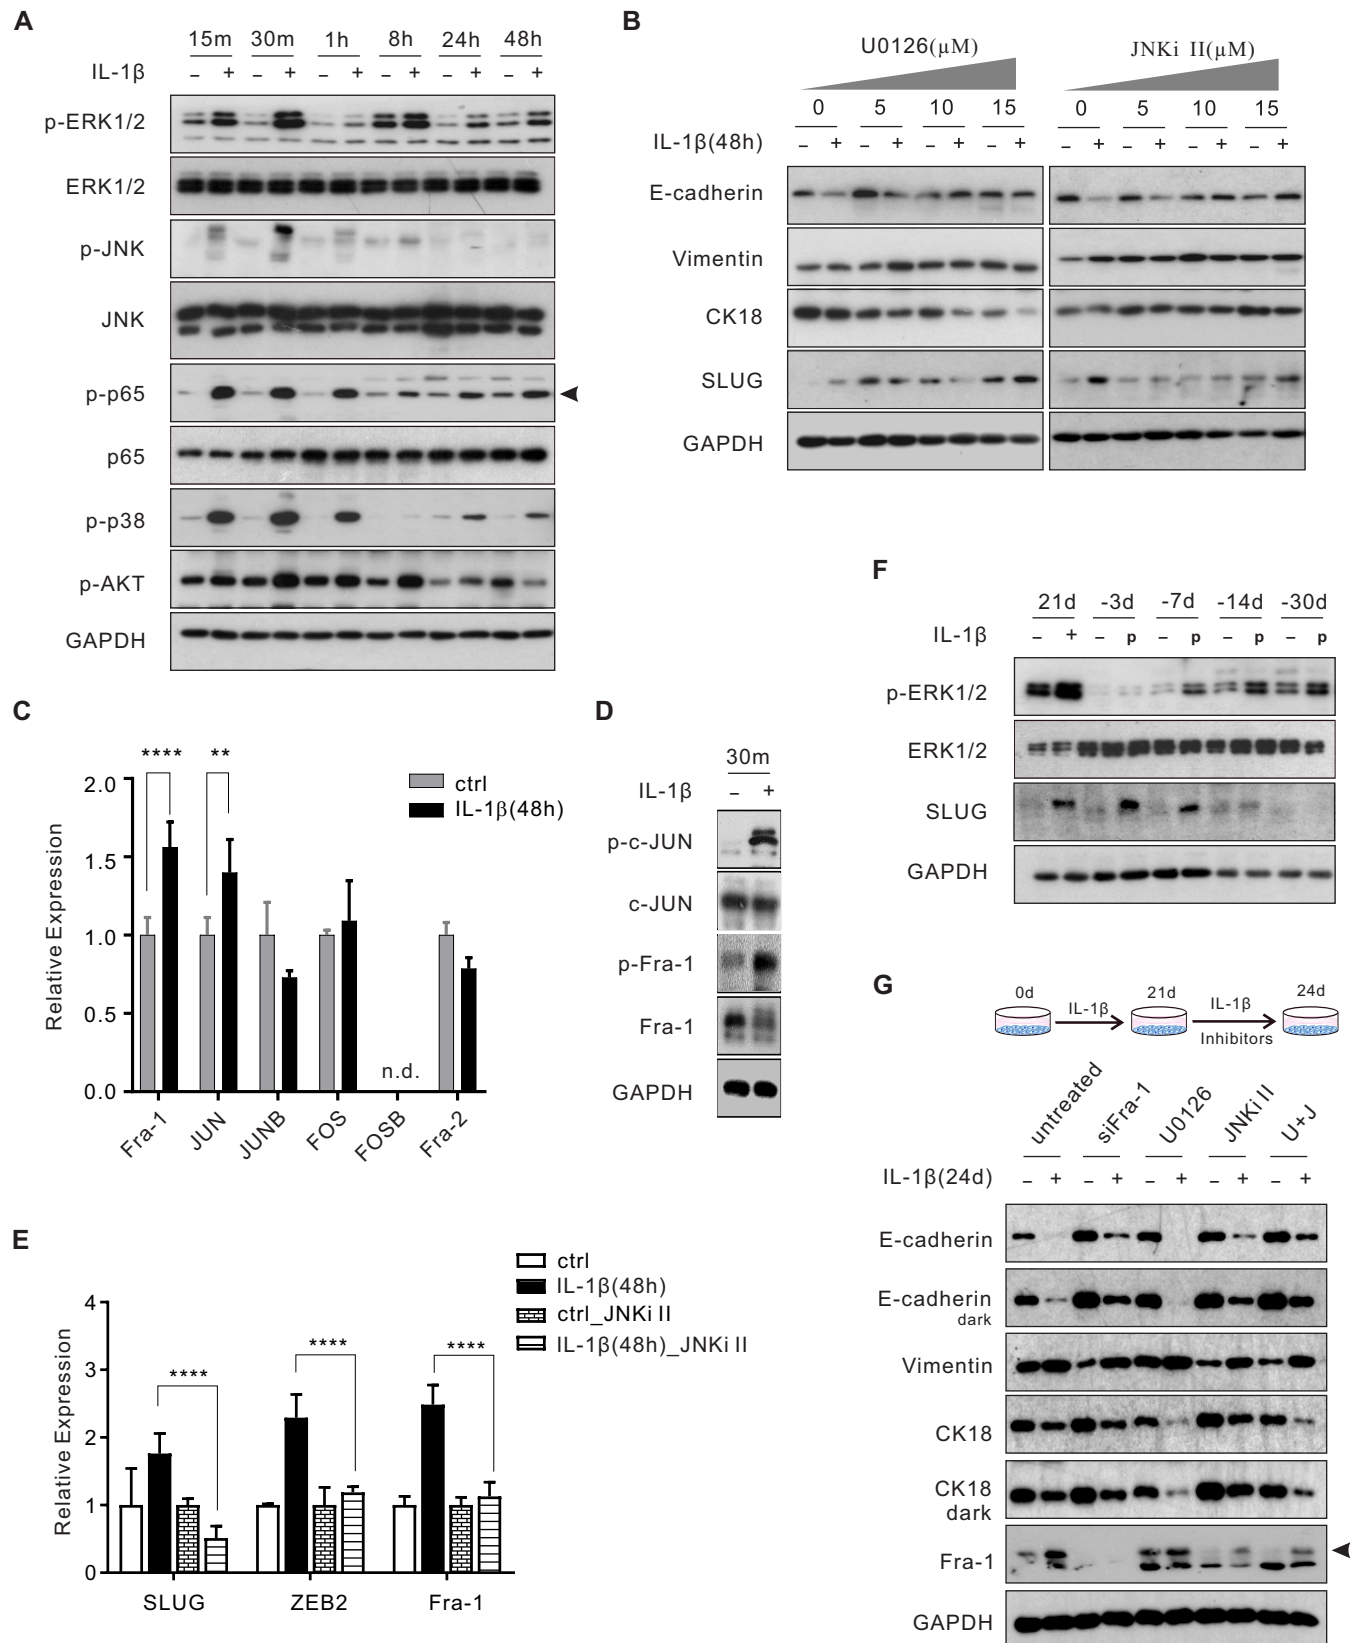 A
15m 30m 1h 8h 24h 48h
IL-1β – + – + – + – + – + – +
p-ERK1/2
ERK1/2
p-JNK
JNK
p-p65
p65
p-p38
p-AKT
GAPDH
B
U0126(µM) JNKi II(µM)
0 5 10 15 0 5 10 15
IL-1β(48h) – + – + – + – + – + – + – + – +
E-cadherin
Vimentin
CK18
SLUG
GAPDH
C
**** **
ctrl
IL-1β(48h)
Relative Expression
2.0
1.5
1.0
0.5
0.0
n.d.
Fra-1 JUN JUNB FOS FOSB Fra-2
D
30m
IL-1β – +
p-c-JUN
c-JUN
p-Fra-1
Fra-1
GAPDH
E
ctrl
IL-1β(48h)
ctrl_JNKi II
IL-1β(48h)_JNKi II
Relative Expression
4
3
2
1
0
**** **** ****
SLUG ZEB2 Fra-1
F
21d -3d -7d -14d -30d
IL-1β – + – p – p – p – p
p-ERK1/2
ERK1/2
SLUG
GAPDH
G
0d 21d 24d
IL-1β IL-1β
Inhibitors
untreated siFra-1 U0126 JNKi II U+J
IL-1β(24d) – + – + – + – + – +
E-cadherin
E-cadherin
dark
Vimentin
CK18
CK18
dark
Fra-1
GAPDH